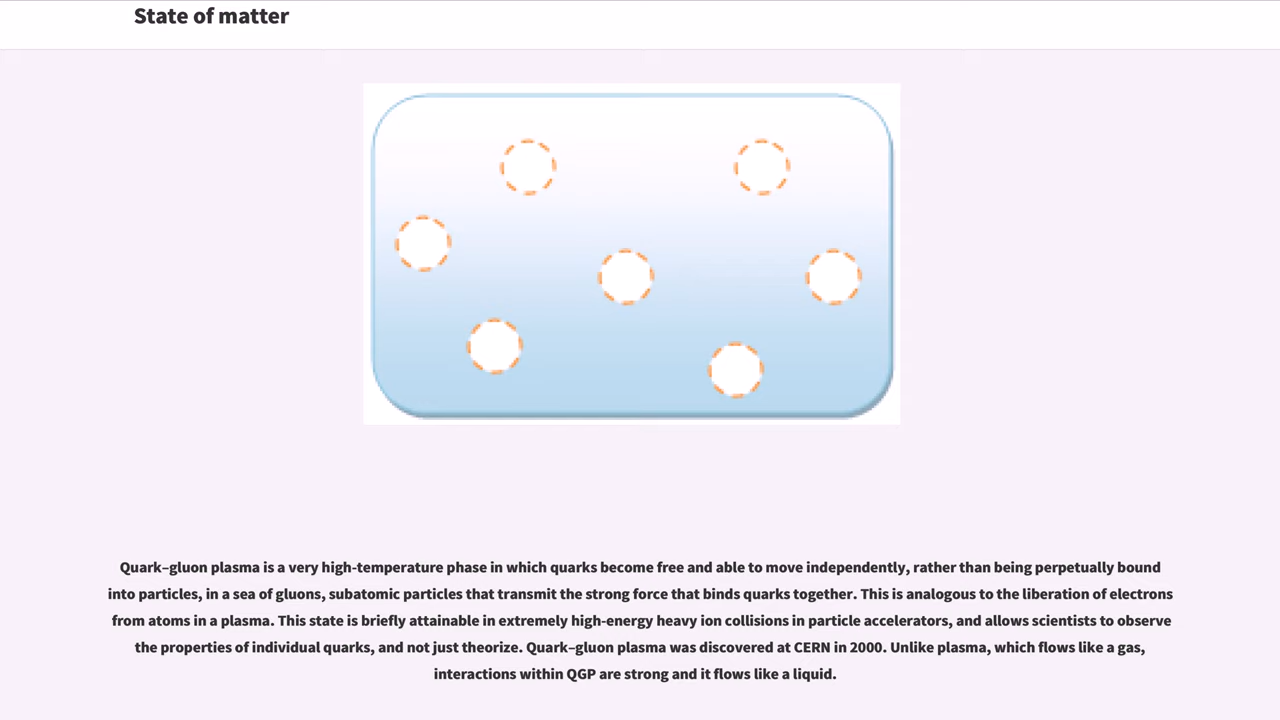 State of matter
Quark–gluon plasma is a very high-temperature phase in which quarks become free and able to move independently, rather than being perpetually bound
into particles, in a sea of gluons, subatomic particles that transmit the strong force that binds quarks together. This is analogous to the liberation of electrons
from atoms in a plasma. This state is briefly attainable in extremely high-energy heavy ion collisions in particle accelerators, and allows scientists to observe
the properties of individual quarks, and not just theorize. Quark–gluon plasma was discovered at CERN in 2000. Unlike plasma, which flows like a gas,
interactions within QGP are strong and it flows like a liquid.